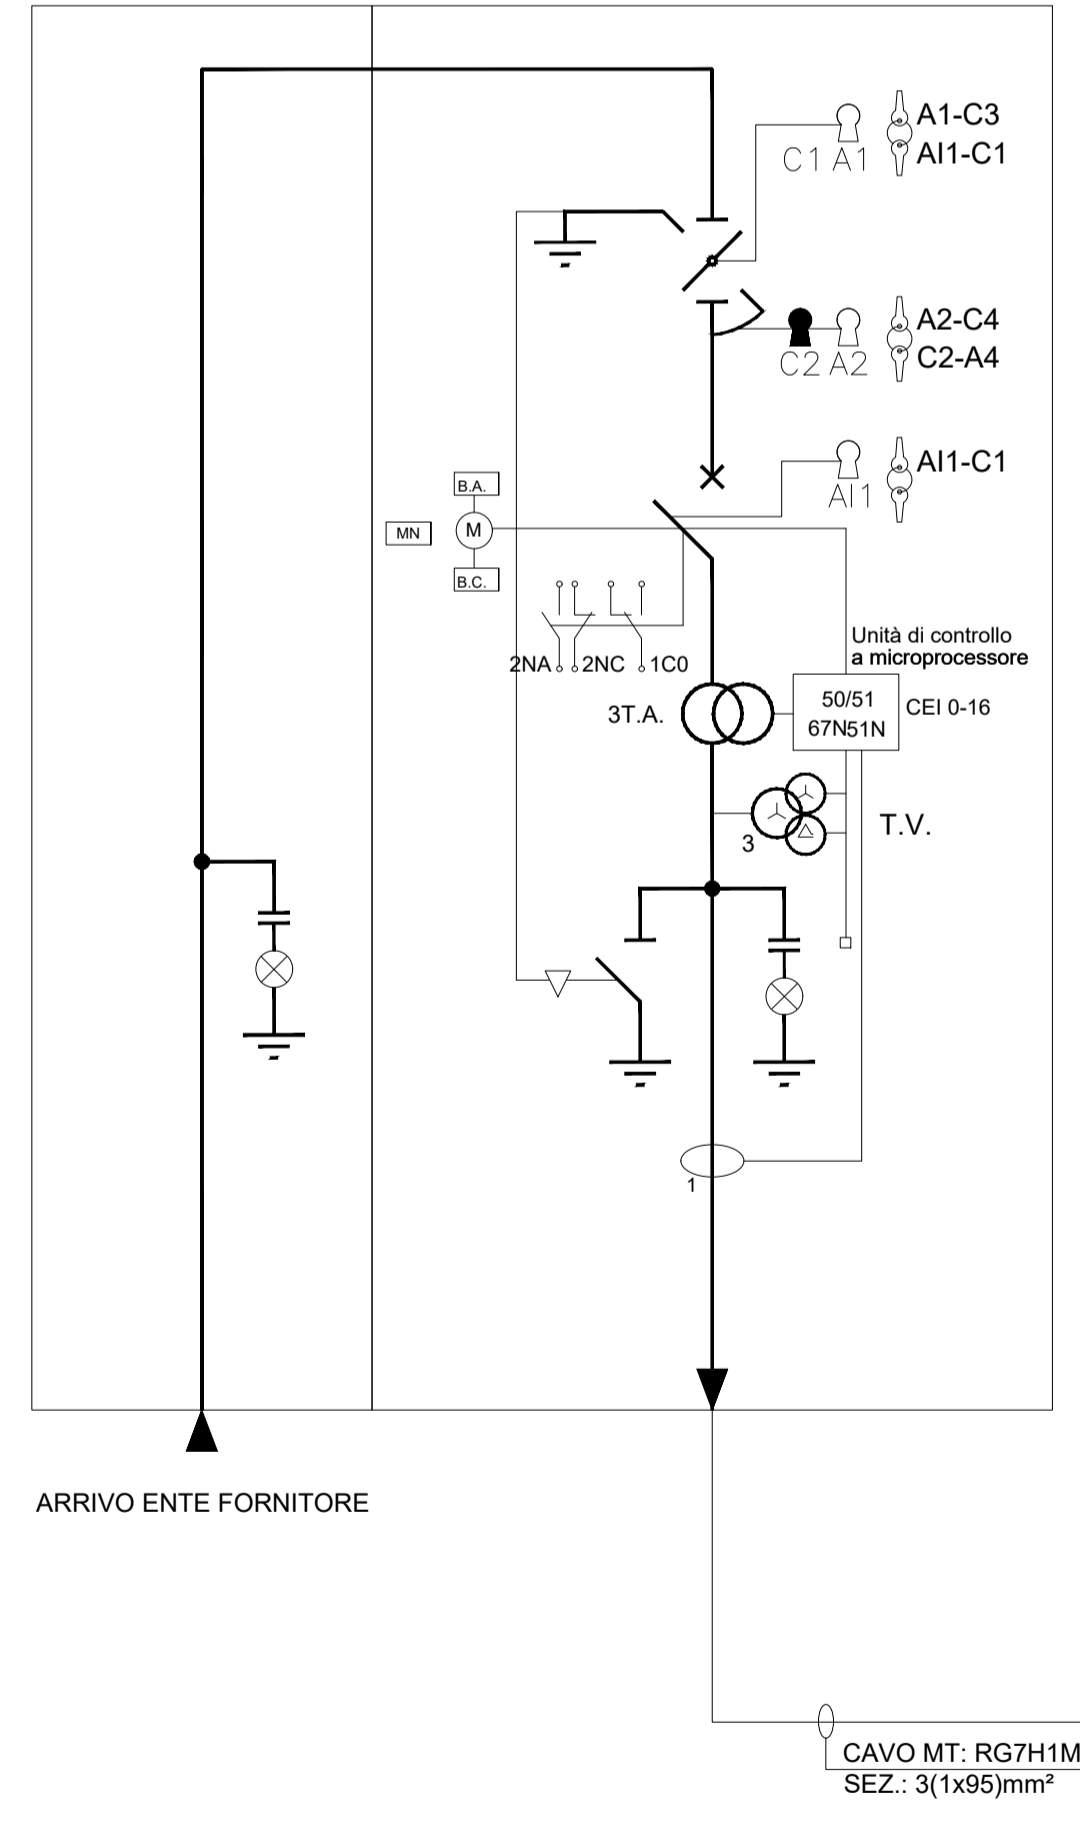 A1-C3
C1 A1
AI1-C1
A2-C4
C2 A2
C2-A4
AI1-C1
AI1
B.A.
MN
M
B.C.
2NA
2NC
1C0
Unità di controllo
a microprocessore
3T.A.
50/51
67N51N
CEI 0-16
T.V.
3
1
ARRIVO ENTE FORNITORE
CAVO MT: RG7H1M
SEZ.: 3(1x95)mm²